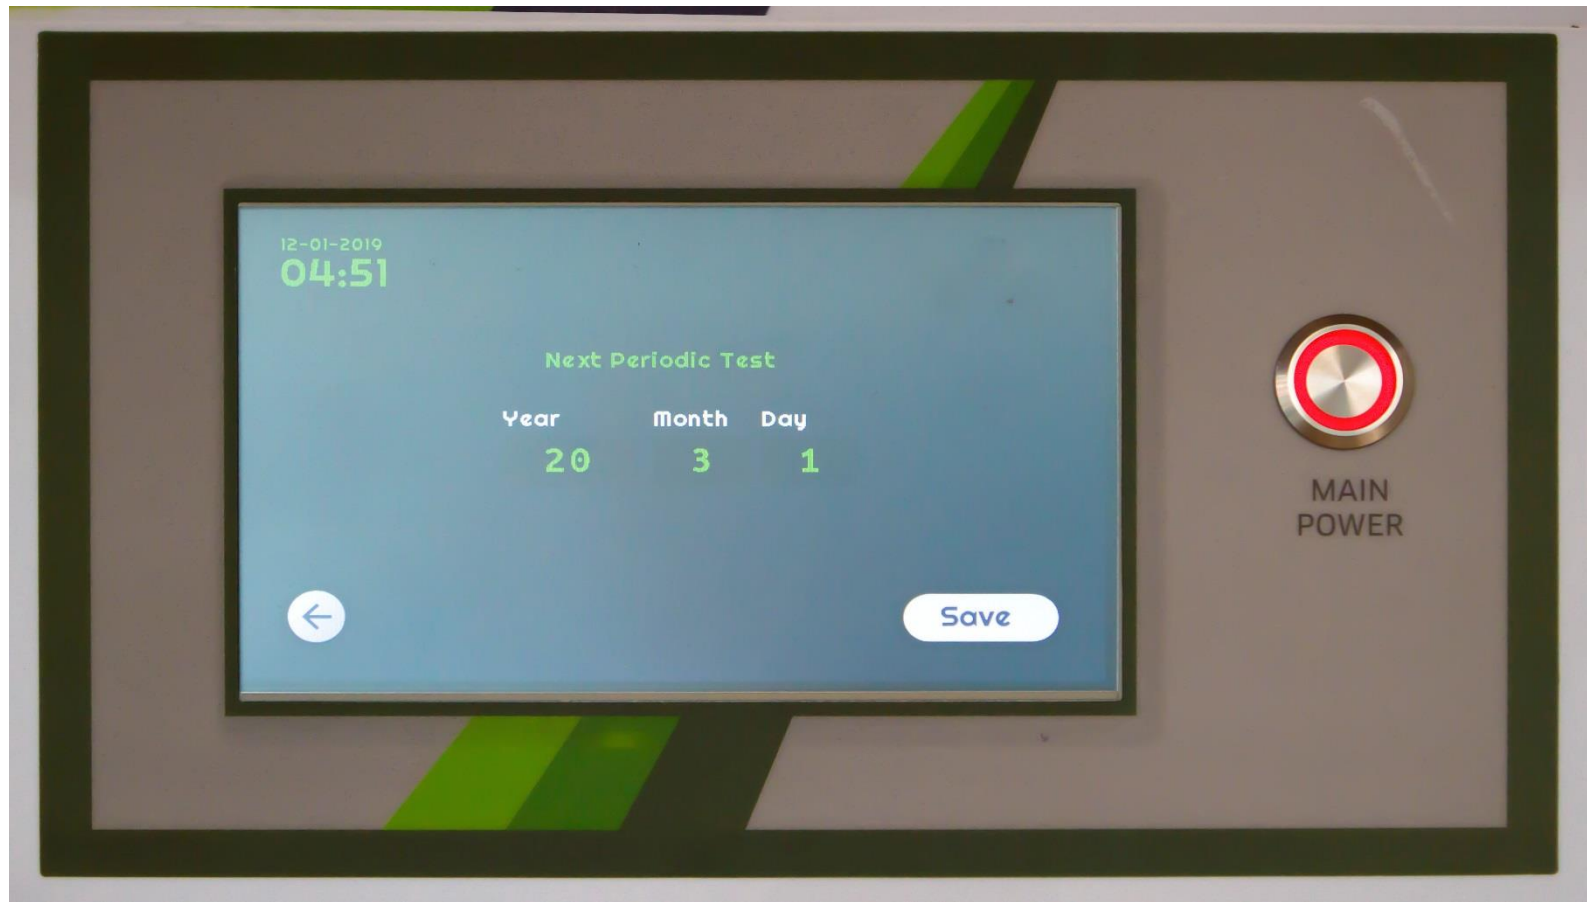 12-01-2019
04:51
Next Periodic Test
Year Month Day
20 3 1
Save
MAIN
POWER